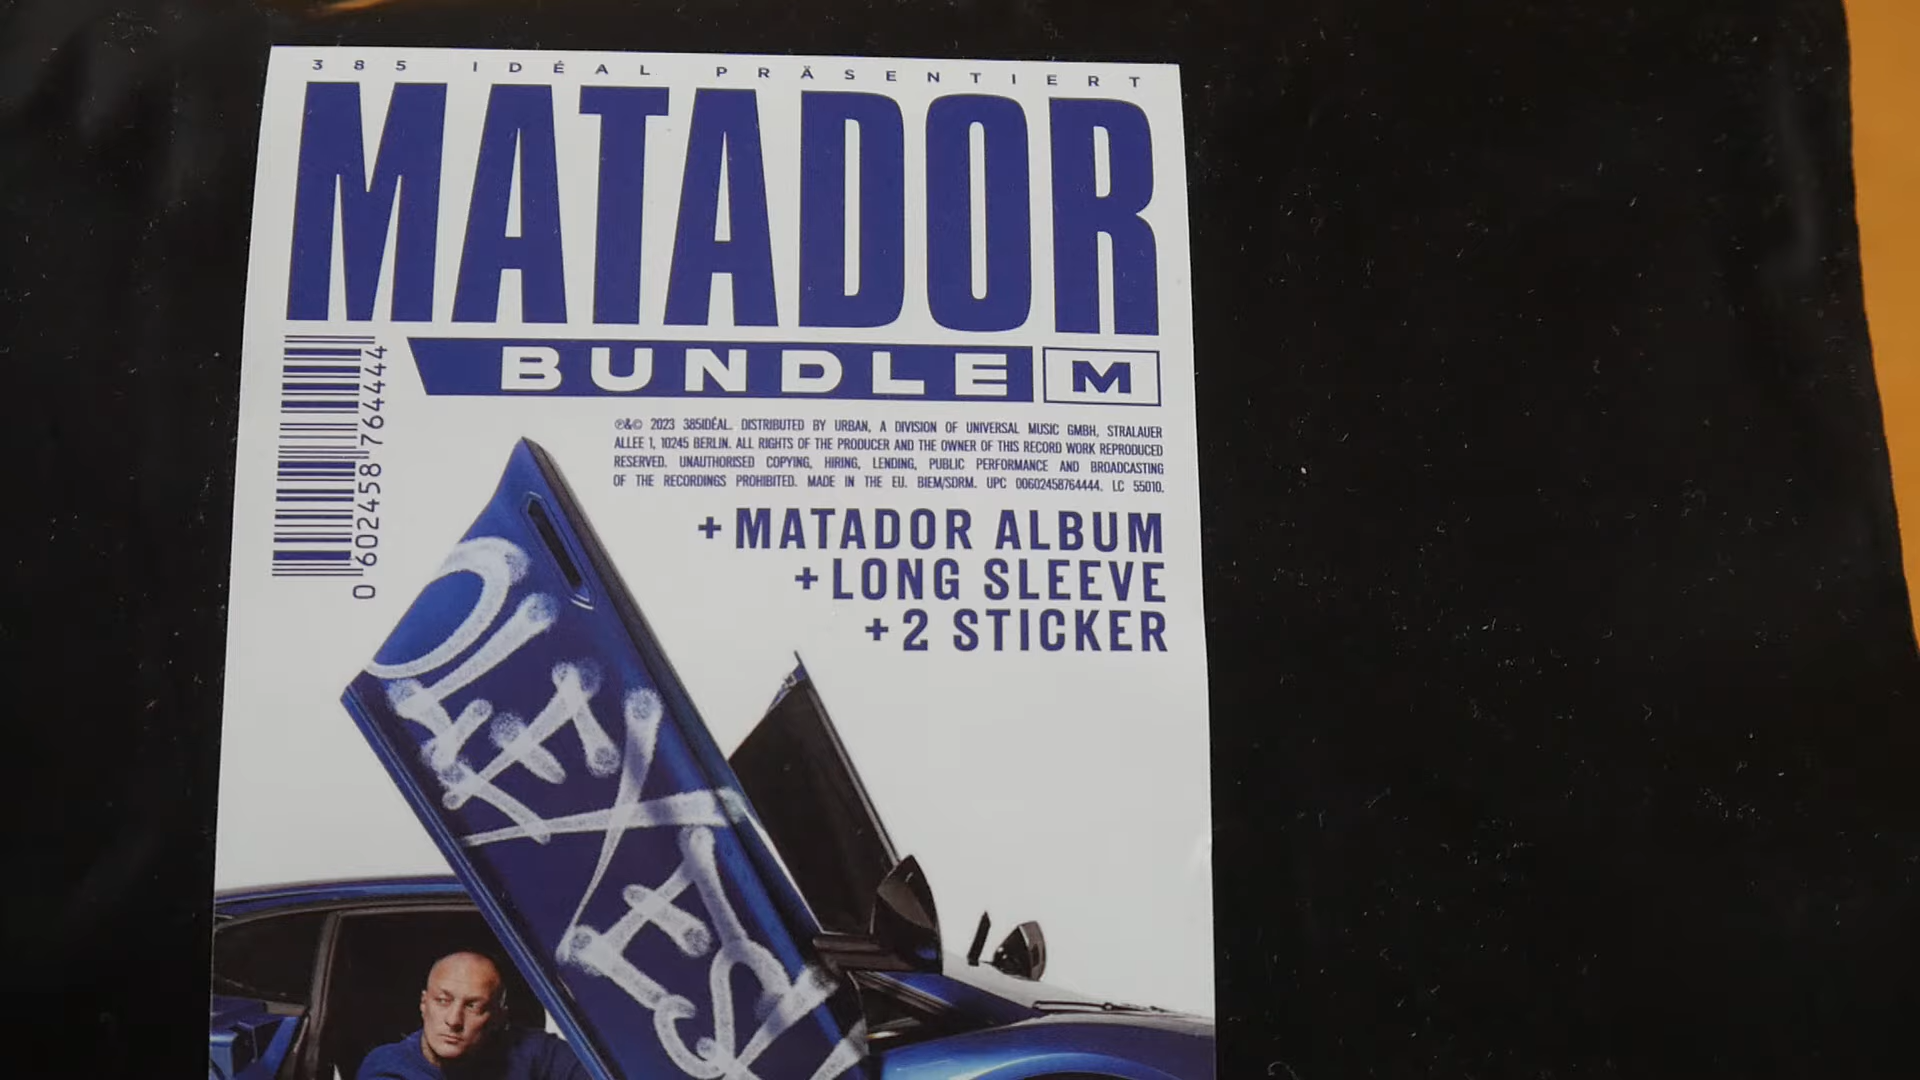 385 IDÉAL PRÄSENTIERT
MATADOR
BUNDLE M
0 602458 764444
℗&© 2023 385IDÉAL. DISTRIBUTED BY URBAN, A DIVISION OF UNIVERSAL MUSIC GMBH, STRALAUER
ALLEE 1, 10245 BERLIN. ALL RIGHTS OF THE PRODUCER AND THE OWNER OF THIS RECORD WORK REPRODUCED
RESERVED. UNAUTHORISED COPYING, HIRING, LENDING, PUBLIC PERFORMANCE AND BROADCASTING
OF THE RECORDINGS PROHIBITED. MADE IN THE EU. BIEM/SDRM. UPC 00602458764444. LC 55010.
+ MATADOR ALBUM
+ LONG SLEEVE
+ 2 STICKER
OLEXESH